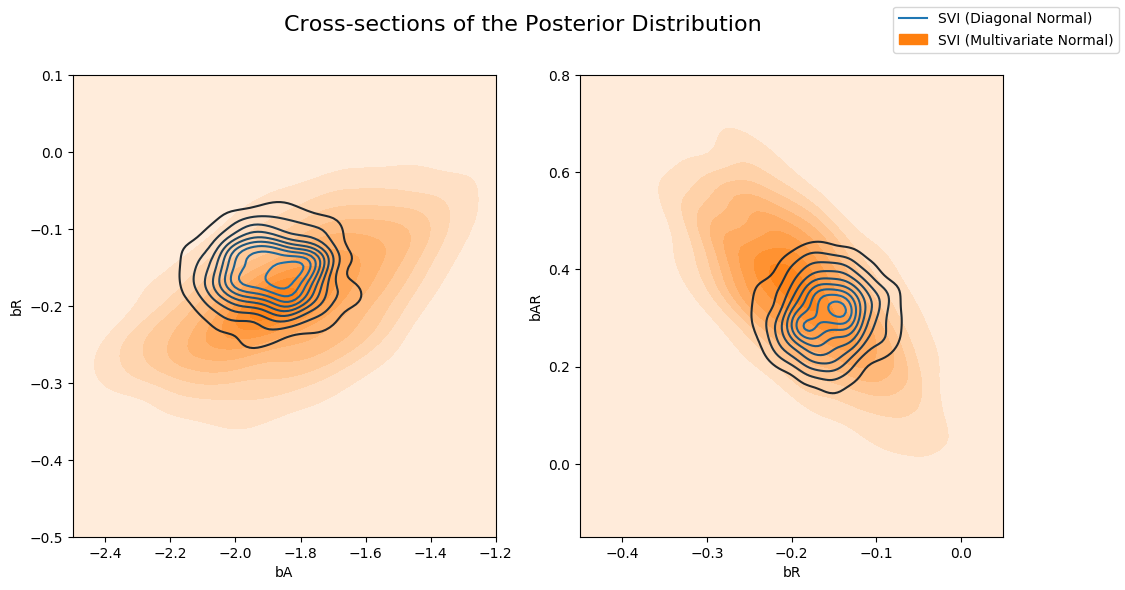 Cross-sections of the Posterior Distribution
SVI (Diagonal Normal)
SVI (Multivariate Normal)
0.1
0.0
−0.1
−0.2
−0.3
−0.4
−0.5
bR
−2.4 −2.2 −2.0 −1.8 −1.6 −1.4 −1.2
bA
0.8
0.6
0.4
0.2
0.0
bAR
−0.4 −0.3 −0.2 −0.1 0.0
bR